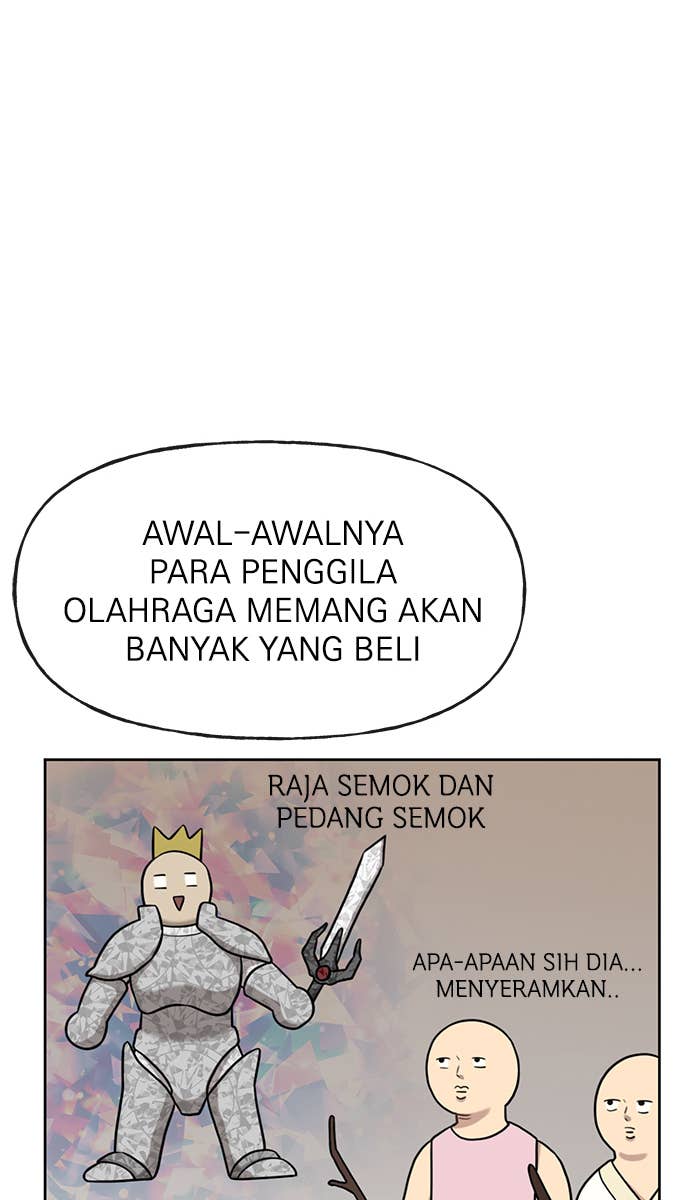 AWAL-AWALNYA
PARA PENGGILA
OLAHRAGA MEMANG AKAN
BANYAK YANG BELI
RAJA SEMOK DAN
PEDANG SEMOK
APA-APAAN SIH DIA...
MENYERAMKAN..